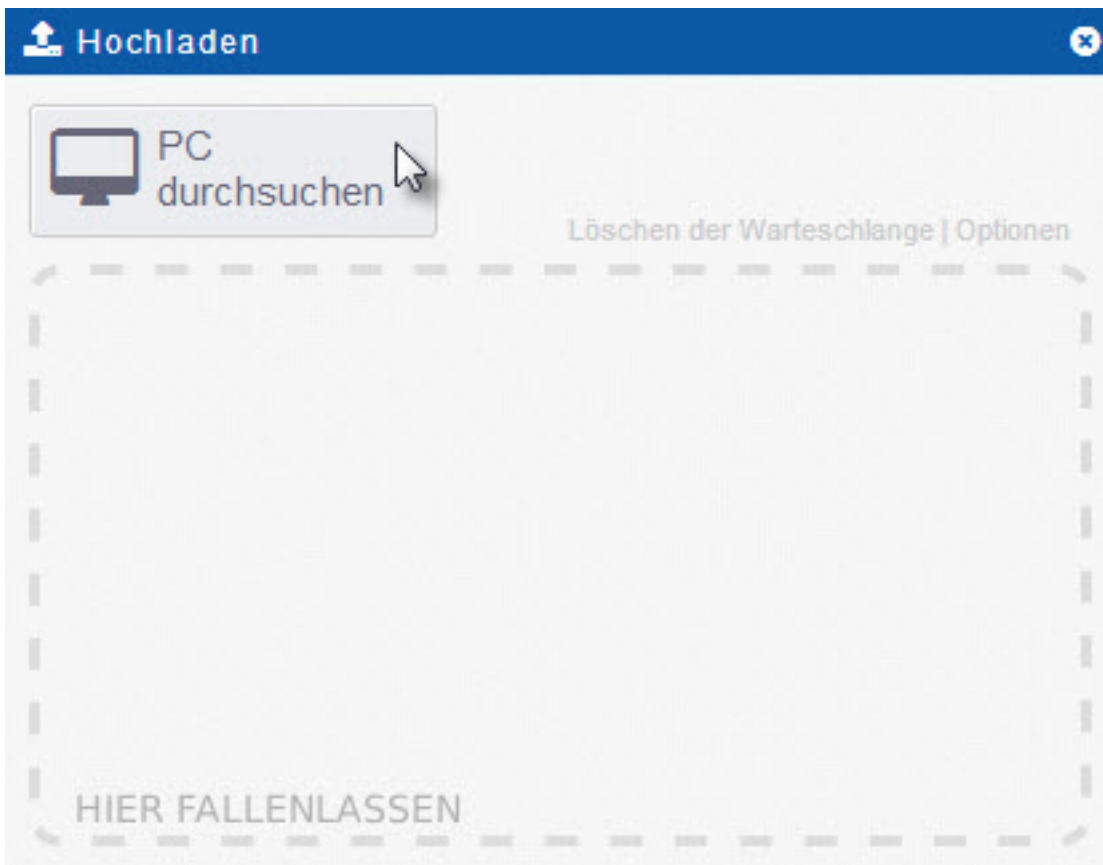 Hochladen
PC
durchsuchen
Löschen der Warteschlange | Optionen
HIER FALLENLASSEN